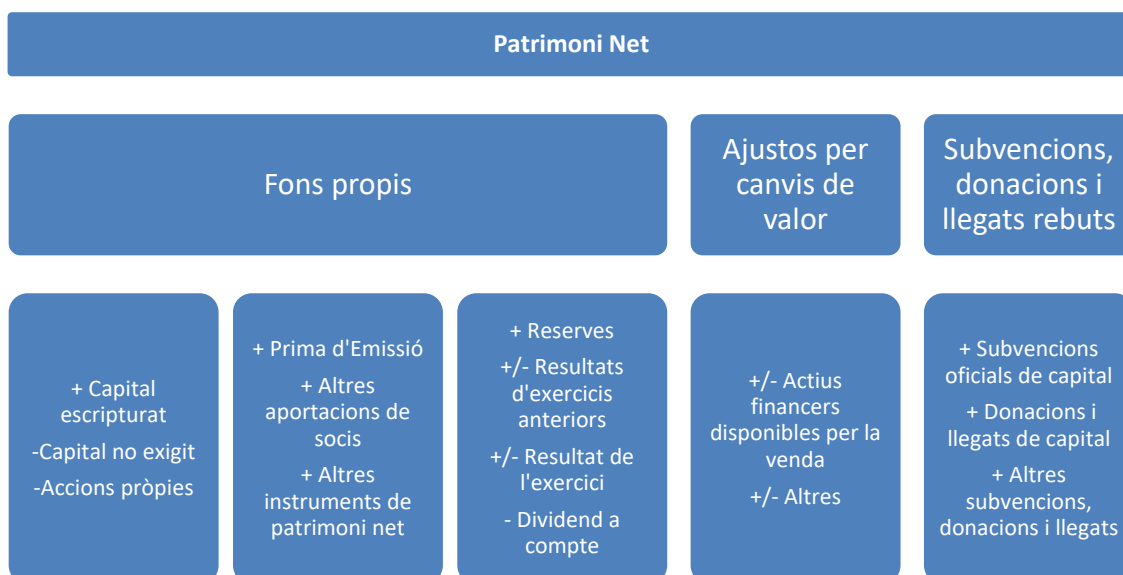 Patrimoni Net
Fons propis
Ajustos per
canvis de
valor
Subvencions,
donacions i
llegats rebuts
+ Capital
escripturat
-Capital no exigit
-Accions pròpies
+ Prima d'Emissió
+ Altres
aportacions de
socis
+ Altres
instruments de
patrimoni net
+ Reserves
+/- Resultats
d'exercicis
anteriors
+/- Resultat de
l'exercici
- Dividend a
compte
+/- Actius
financers
disponibles per la
venda
+/- Altres
+ Subvencions
oficials de capital
+ Donacions i
llegats de capital
+ Altres
subvencions,
donacions i llegats